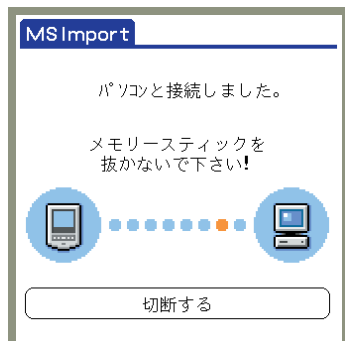 MS Import
ﾊﾟｿｺﾝと接続しました。
メモリースティックを
抜かないで下さい!
切断する